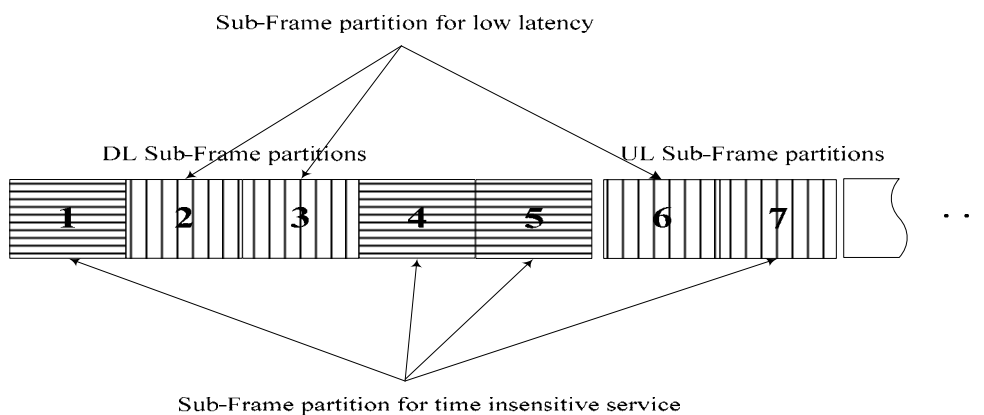 Sub-Frame partition for low latency
DL Sub-Frame partitions
UL Sub-Frame partitions
1 2 3 4 5 6 7 . .
Sub-Frame partition for time insensitive service